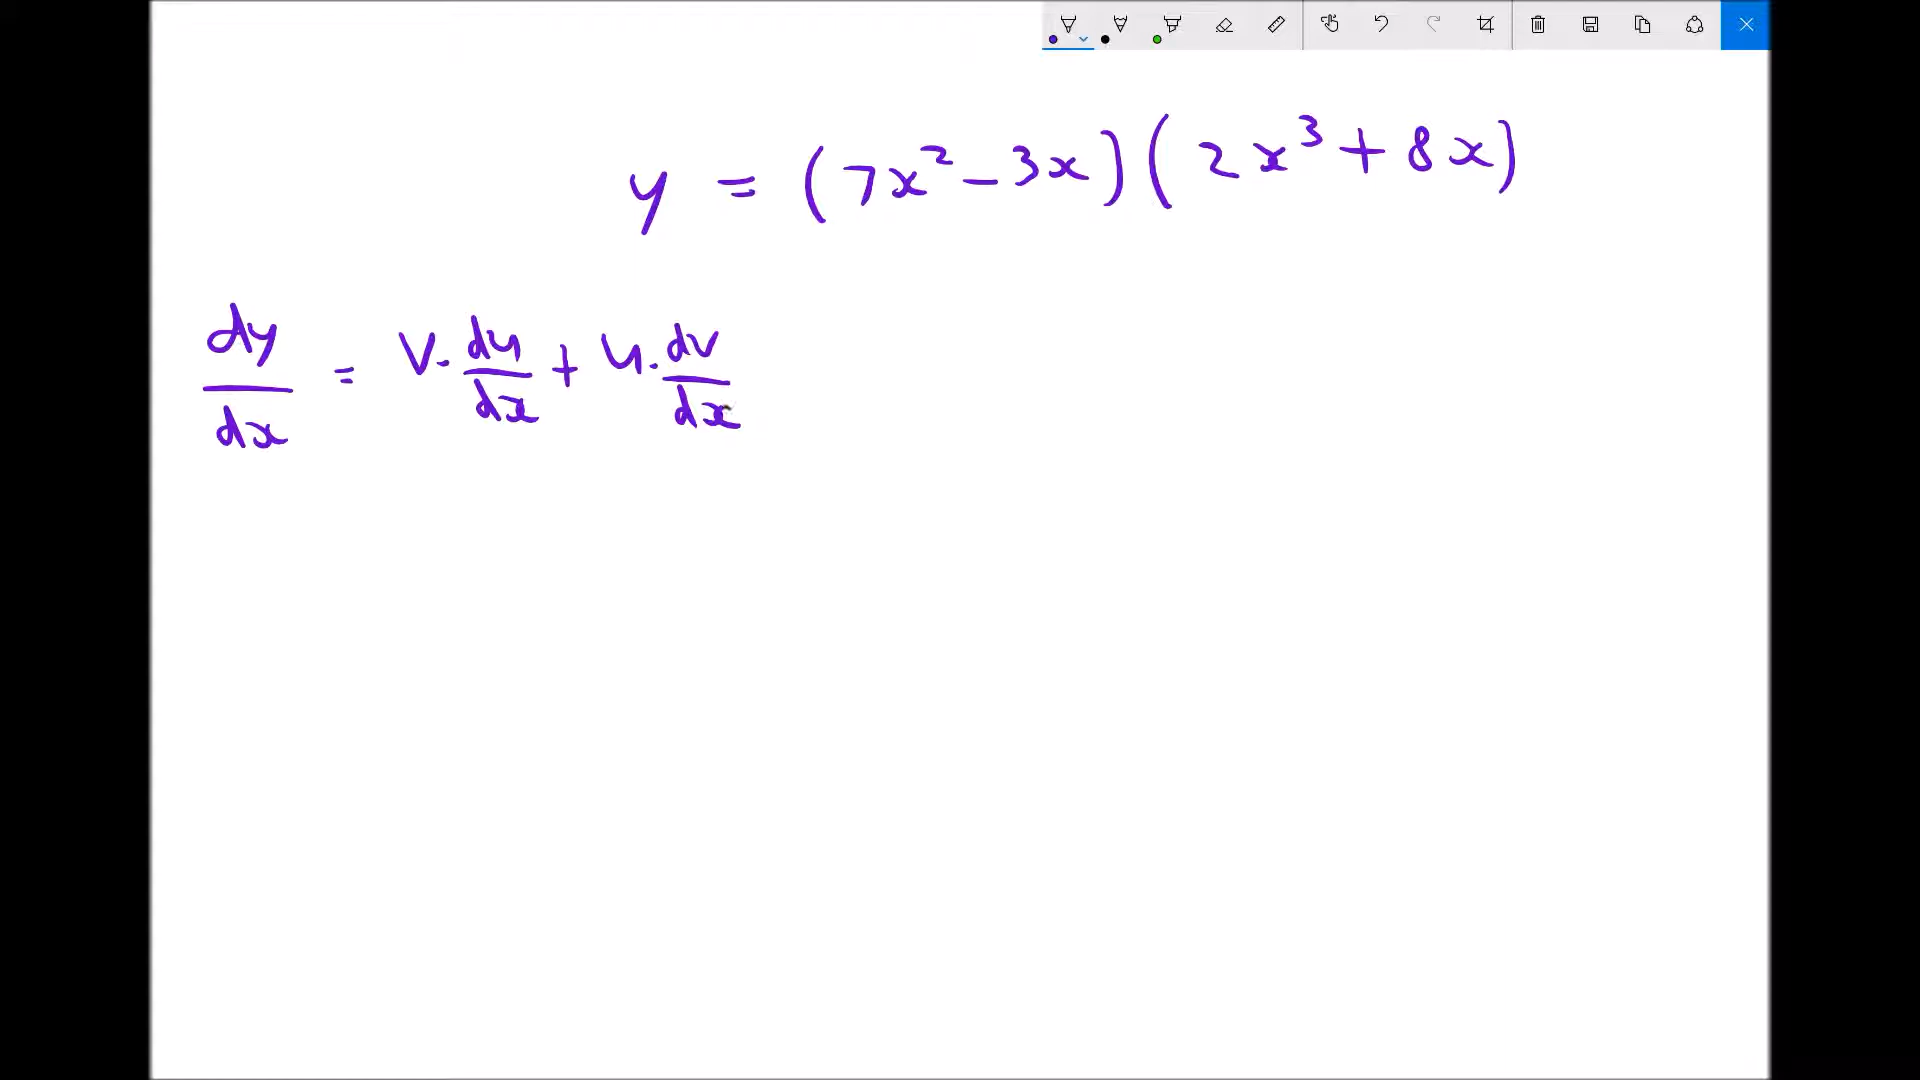 y = (7x² - 3x)(2x³ + 8x)
dy/dx = V·du/dx + u·dv/dx